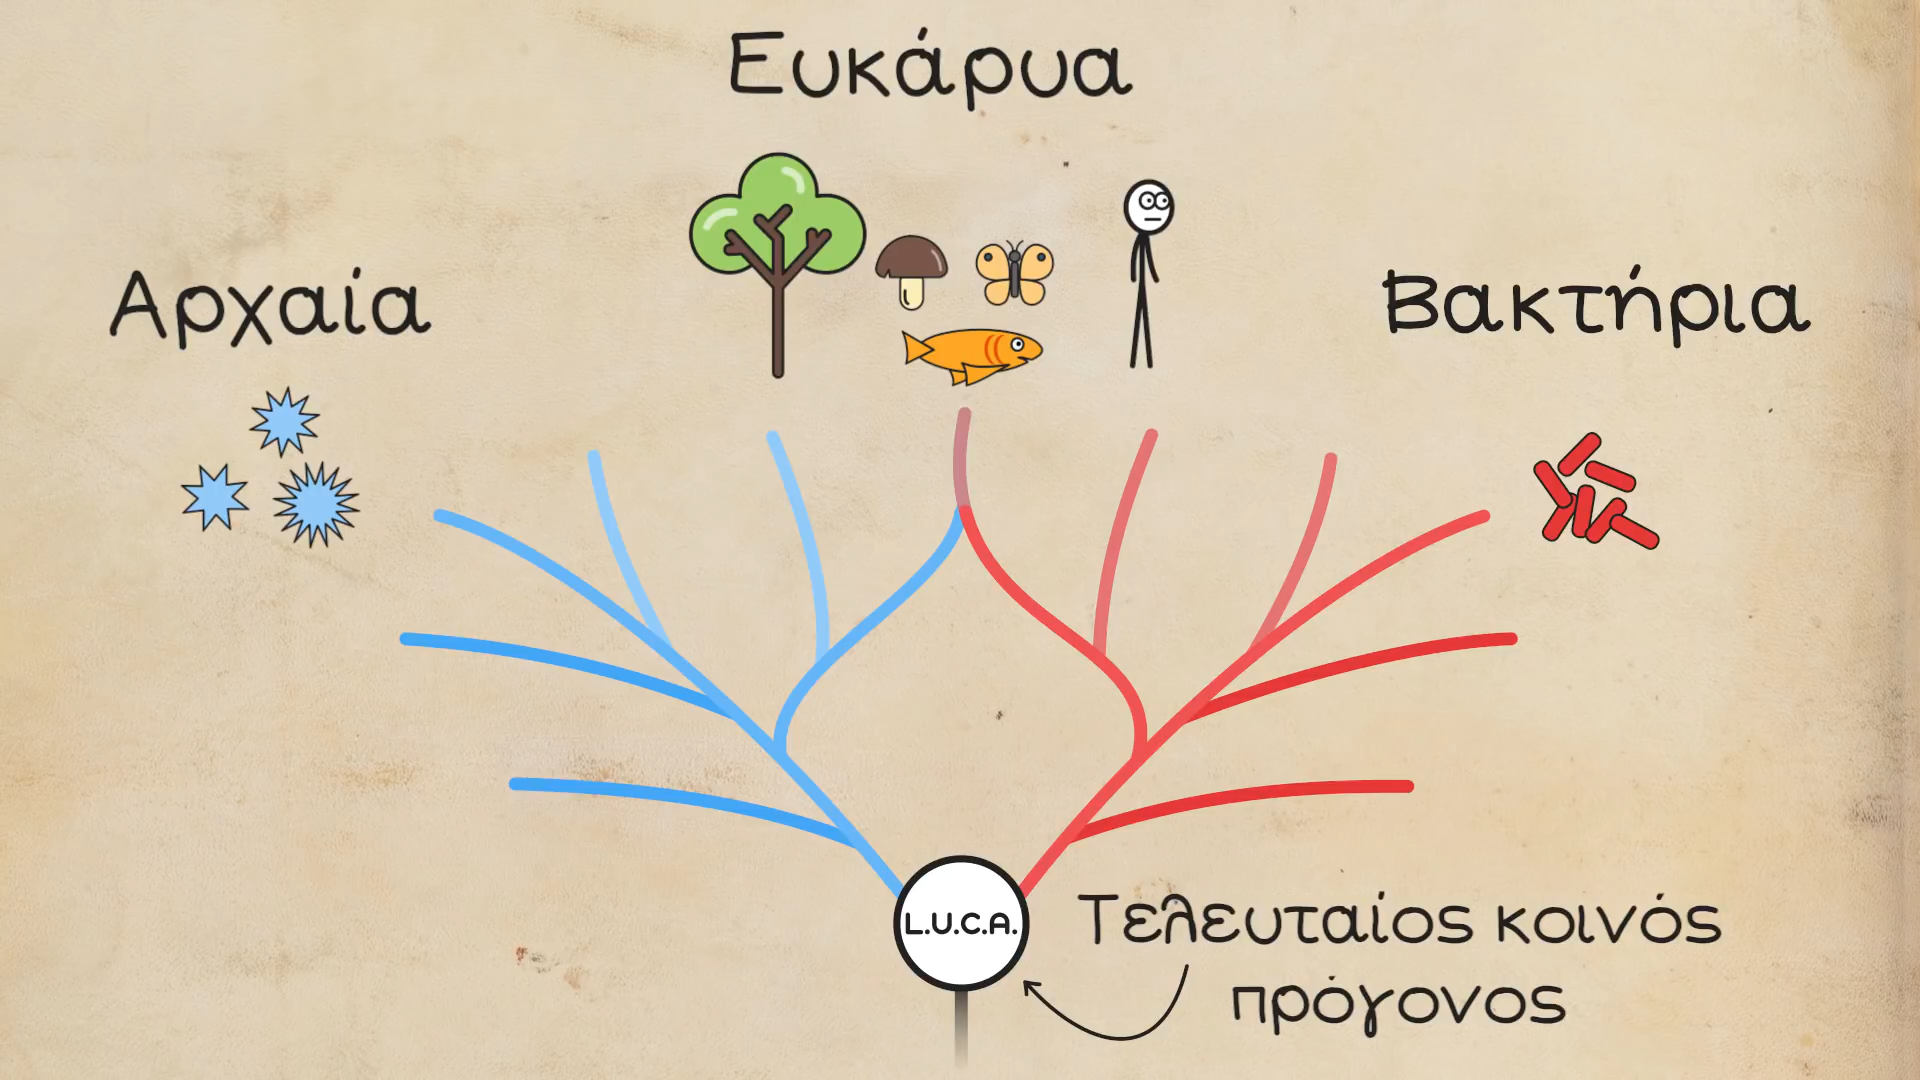 Ευκάρυα
Αρχαία
Βακτήρια
L.U.C.A.
Τελευταίος κοινός
πρόγονος